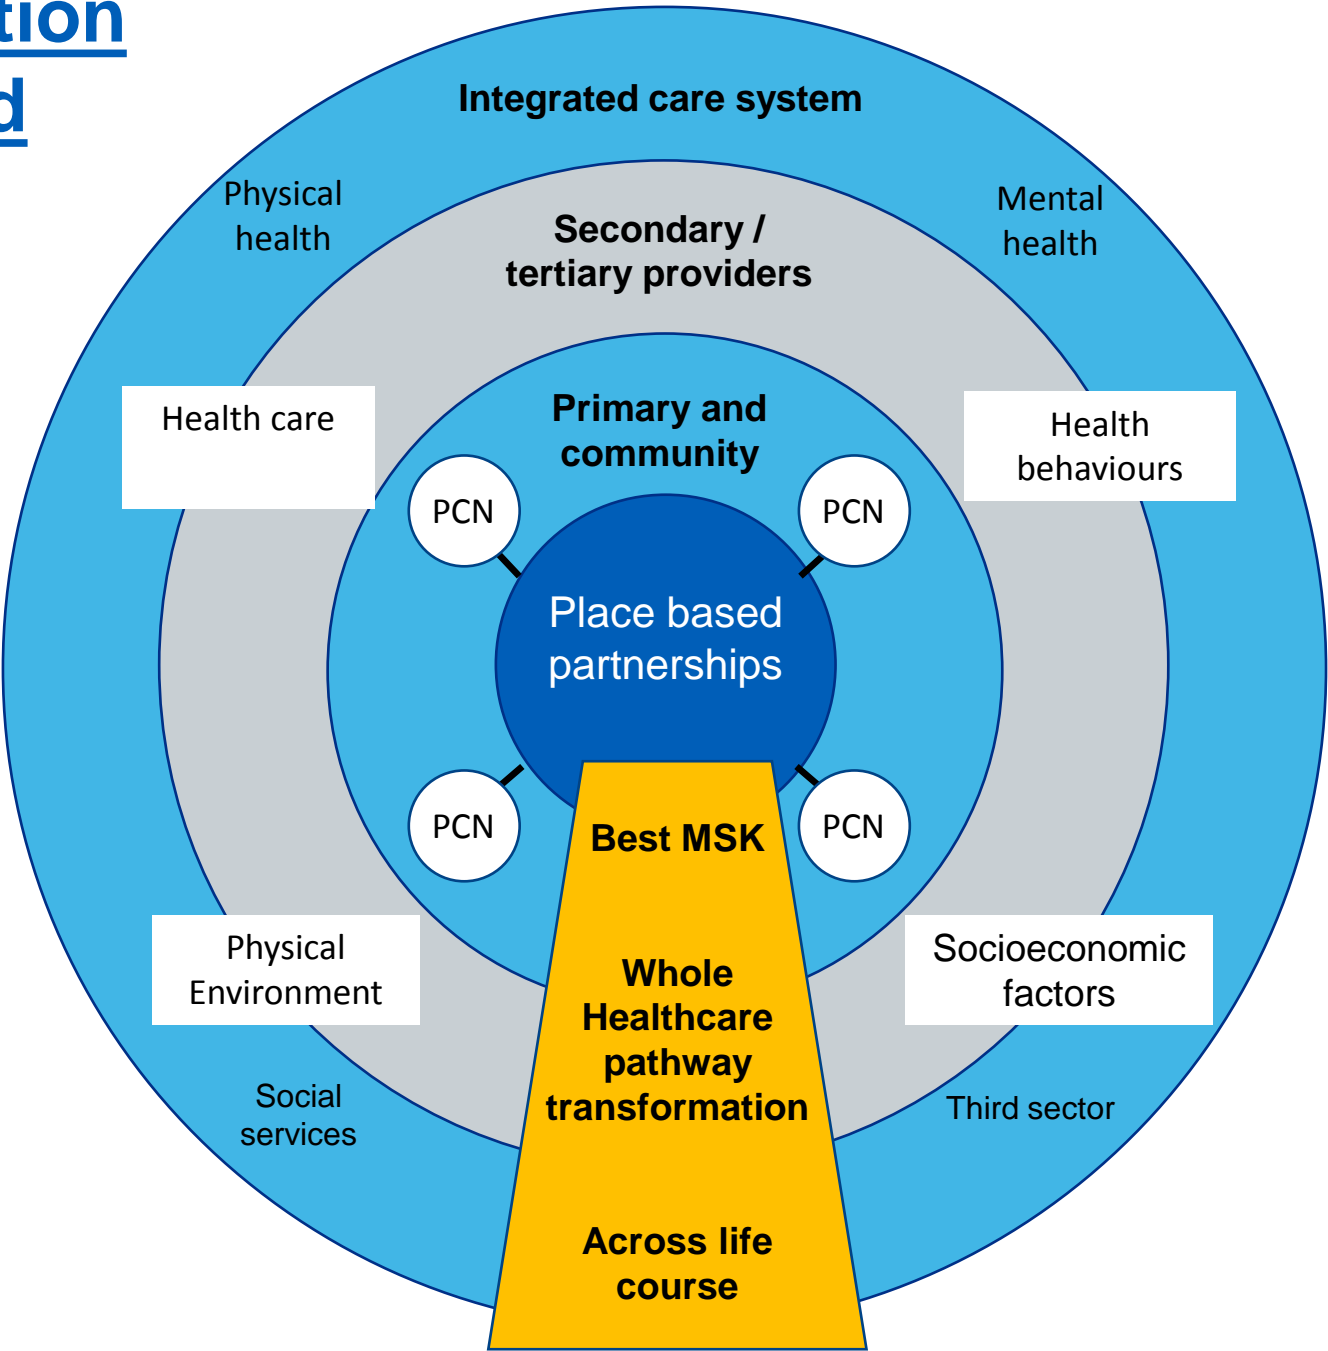 Integrated care system
Physical
health
Mental
health
Secondary /
tertiary providers
Health care
Primary and
community
Health
behaviours
PCN
PCN
Place based
partnerships
PCN
PCN
Best MSK
Physical
Environment
Whole
Healthcare
pathway
transformation
Socioeconomic
factors
Social
services
Third sector
Across life
course